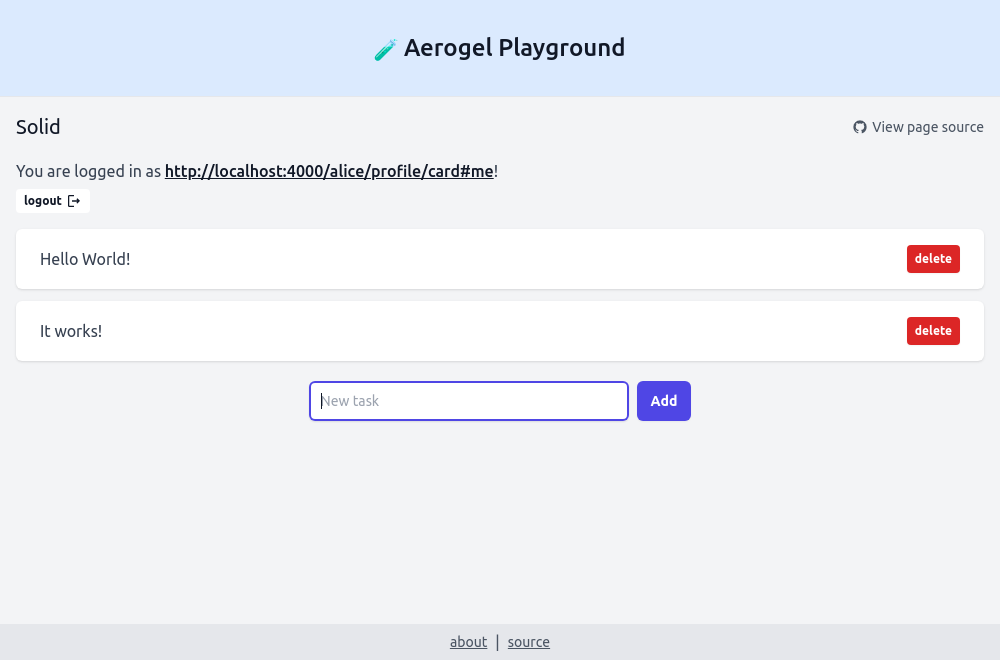 🧪 Aerogel Playground
Solid
View page source
You are logged in as http://localhost:4000/alice/profile/card#me!
logout
Hello World!
delete
It works!
delete
New task
Add
about | source